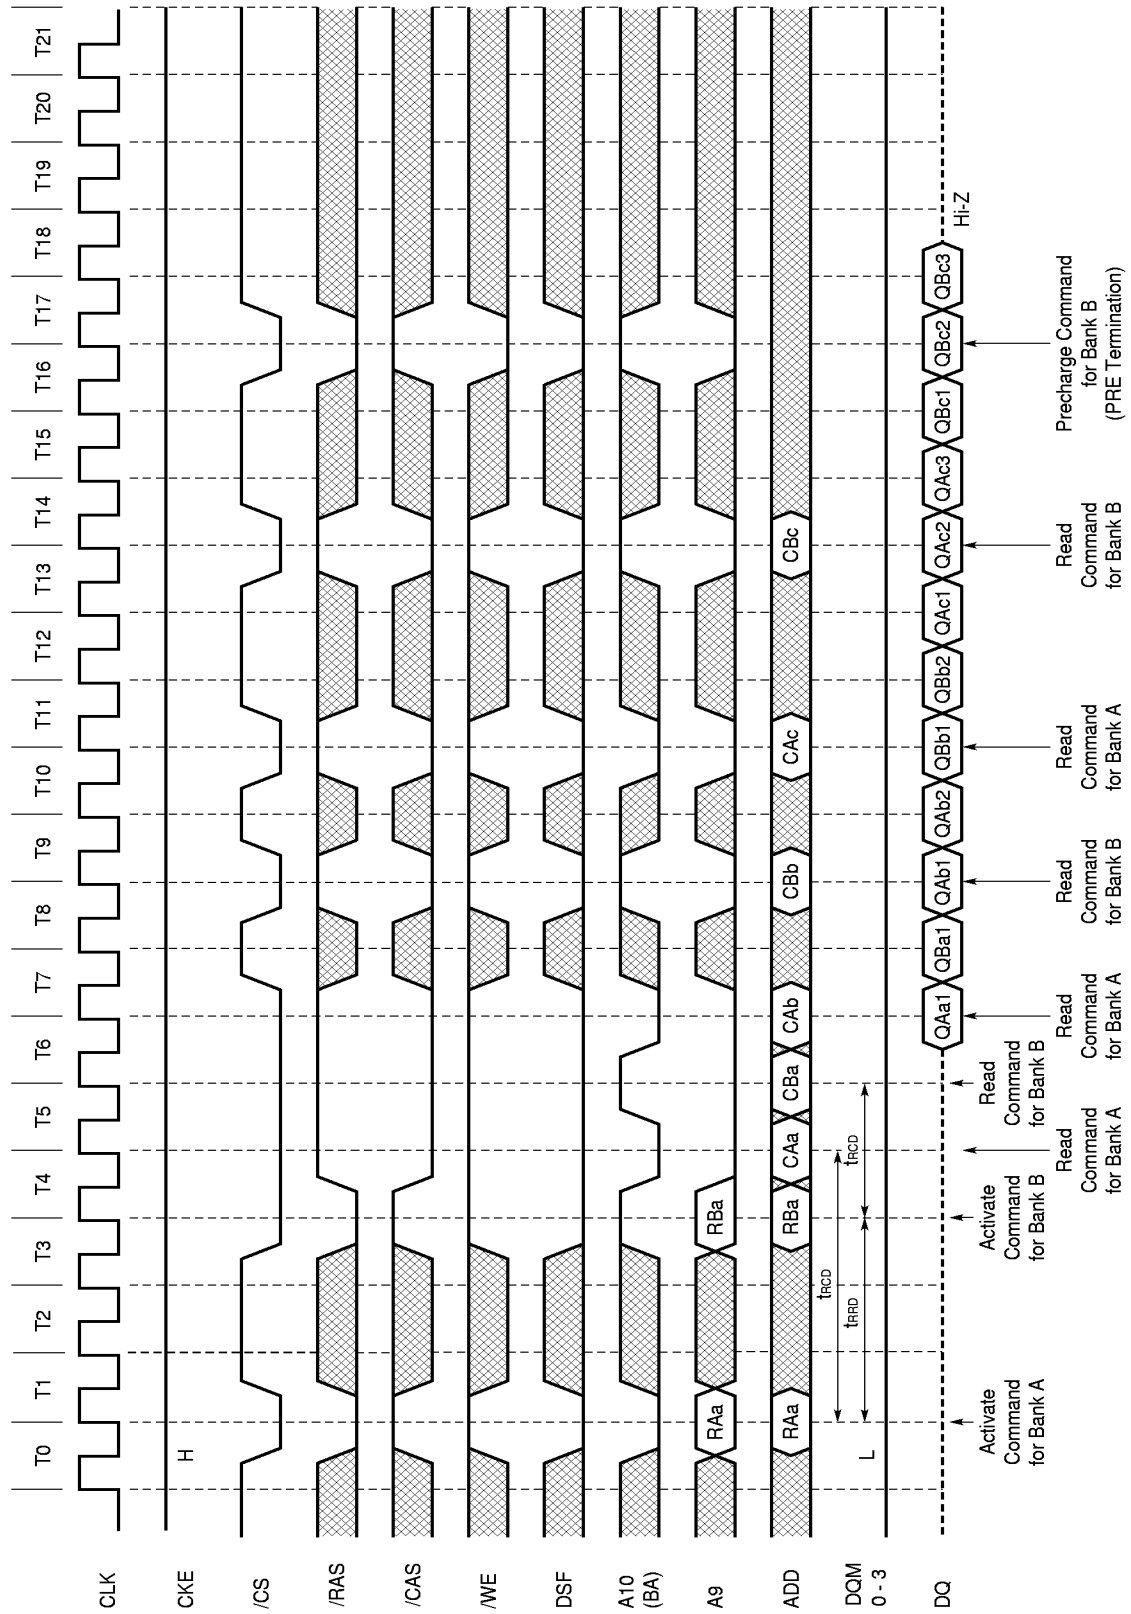 T0 T1 T2 T3 T4 T5 T6 T7 T8 T9 T10 T11 T12 T13 T14 T15 T16 T17 T18 T19 T20 T21
CLK
CKE H
/CS
/RAS
/CAS
/WE
DSF
A10
(BA)
A9 RAa RBa
ADD RAa RBa CAa CBa CAb CBb CAc CBc
tRCD
DQM
0 - 3
tRRD tRCD
L
DQ QAa1 QBa1 QAb1 QAb2 QBb1 QBb2 QAc1 QAc2 QAc3 QBc1 QBc2 QBc3
Hi-Z
Activate
Command
for Bank A
Activate
Command
for Bank B
Read
Command
for Bank A
Read
Command
for Bank B
Read
Command
for Bank A
Read
Command
for Bank B
Read
Command
for Bank A
Read
Command
for Bank B
Precharge Command
for Bank B
(PRE Termination)